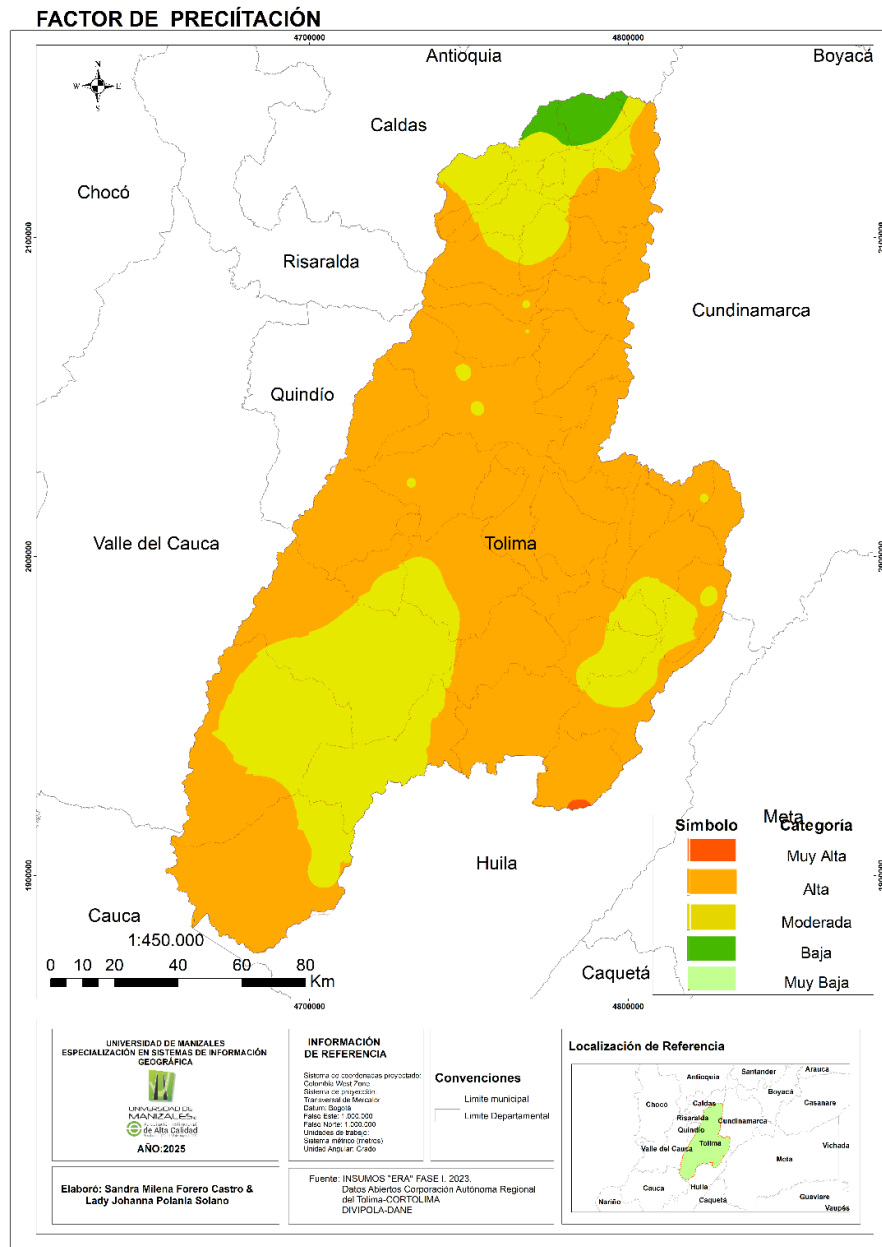 FACTOR DE PRECIÍTACIÓN
4700000
4800000
N
W
E
S
Antioquia
Boyacá
Caldas
Chocó
2100000
2100000
Risaralda
Cundinamarca
Quindío
Valle del Cauca
Tolima
2000000
2000000
Meta
Símbolo
Categoría
Muy Alta
Huila
1900000
1900000
Alta
Cauca
Moderada
1:450.000
Baja
0 10 20 40 60 80
Km
Caquetá
Muy Baja
4700000
4800000
UNIVERSIDAD DE MANIZALES
ESPECIALIZACIÓN EN SISTEMAS DE INFORMACIÓN
GEOGRÁFICA
UNIVERSIDAD DE
MANIZALES
de Alta Calidad
AÑO:2025
INFORMACIÓN
DE REFERENCIA
Sistema de coordenadas proyectado:
Colombia West Zone
Sistema de proyección
Transversal de Mercator
Datum: Bogotá
Falso Este: 1.000.000
Falso Norte: 1.000.000
Unidades de trabajo:
Sistema métrico (metros)
Unidad Angular: Grado
Convenciones
Limite municipal
Limite Departamental
Localización de Referencia
Antioquia
Santander
Arauca
Boyacá
Caldas
Choco
Casanare
Risaralda
Cundinamarca
Quindío
Tolima
Valle del Cauca
Vichada
Meta
Cauca
Huila
Nariño
Caquetá
Guaviare
Vaupés
Elaboró: Sandra Milena Forero Castro &
Lady Johanna Polania Solano
Fuente: INSUMOS "ERA" FASE I. 2023.
Datos Abiertos Corporación Autónoma Regional
del Tolima-CORTOLIMA
DIVIPOLA-DANE